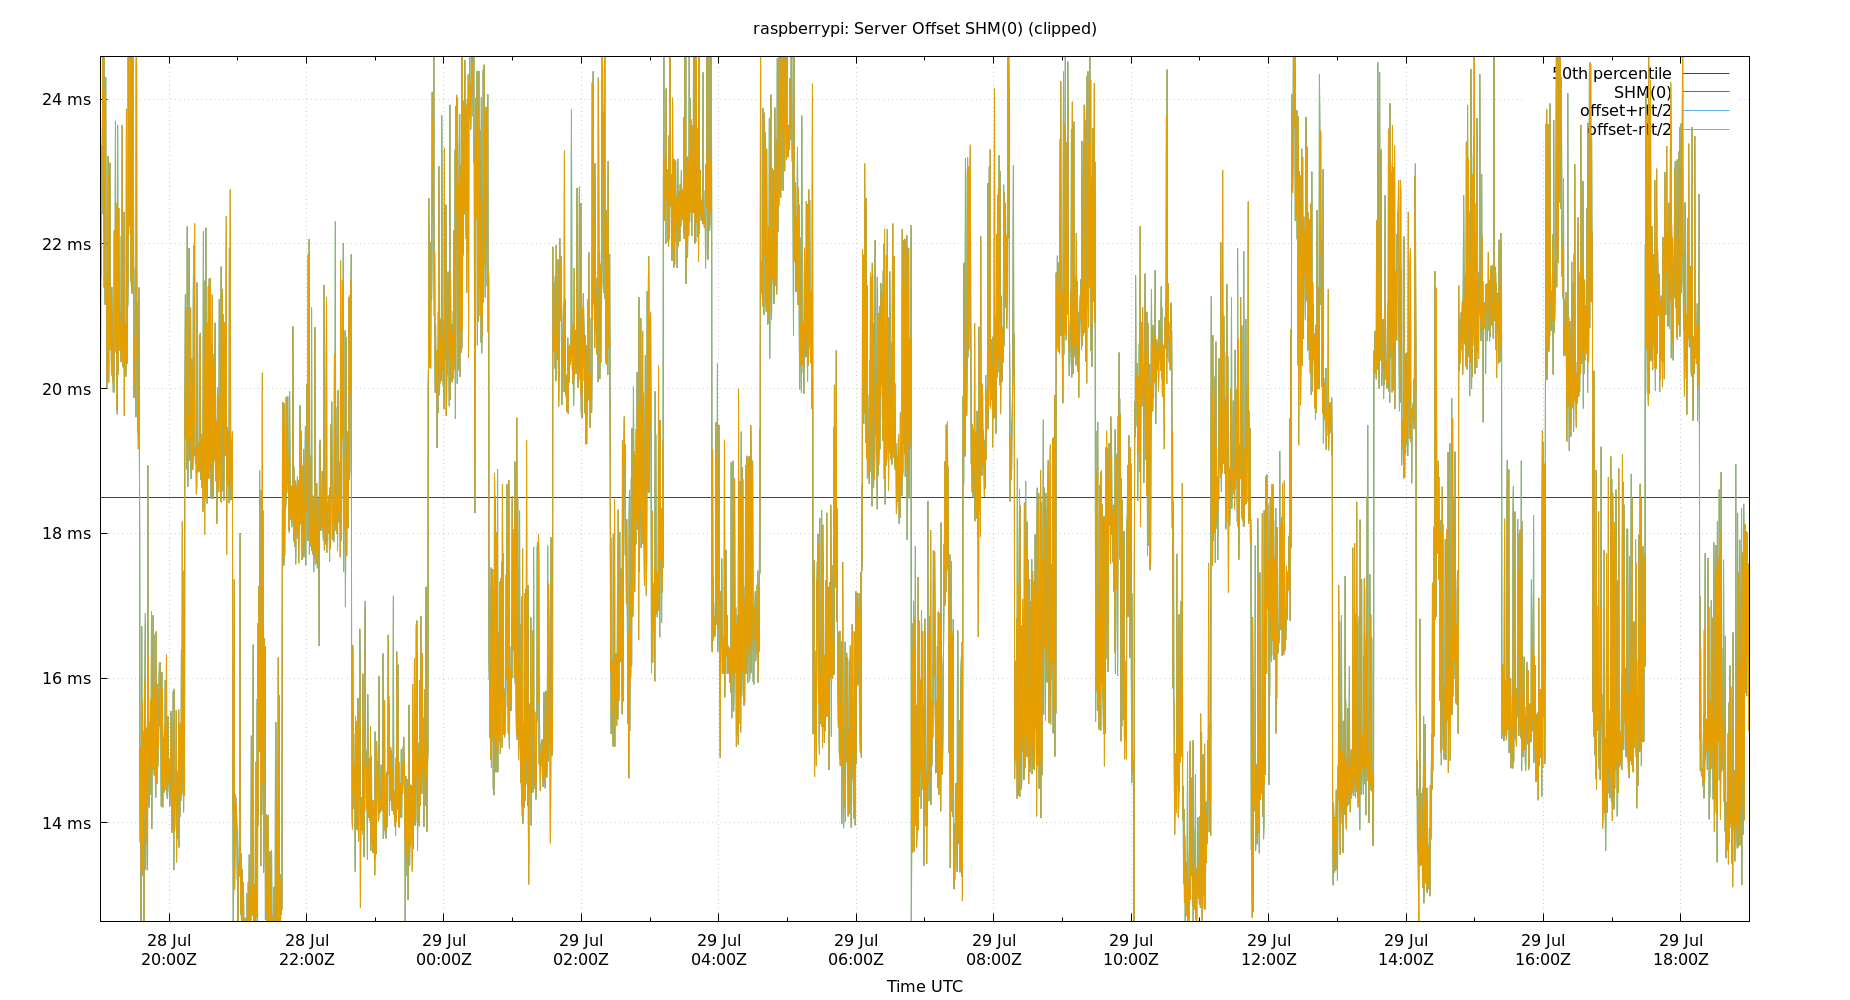 raspberrypi: Server Offset SHM(0) (clipped)
50th percentile
SHM(0)
offset+rtt/2
offset-rtt/2
24 ms
22 ms
20 ms
18 ms
16 ms
14 ms
28 Jul 28 Jul 29 Jul 29 Jul 29 Jul 29 Jul 29 Jul 29 Jul 29 Jul 29 Jul 29 Jul 29 Jul
20:00Z 22:00Z 00:00Z 02:00Z 04:00Z 06:00Z 08:00Z 10:00Z 12:00Z 14:00Z 16:00Z 18:00Z
Time UTC